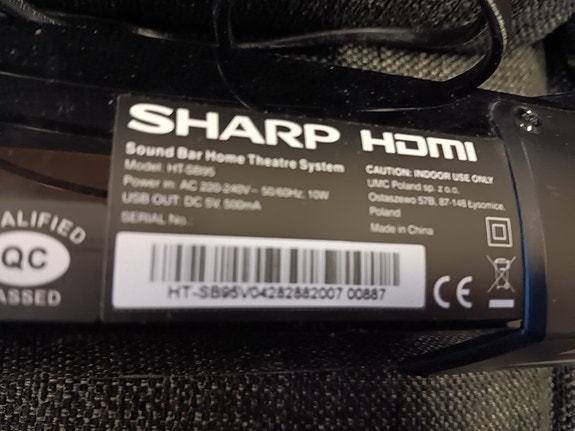 SHARP HDMI
Sound Bar Home Theatre System
Model: HT-SB95
Power in: AC 220-240V~ 50/60Hz, 10W
USB OUT: DC 5V, 500mA
SERIAL No.:
HT-SB95V04282882007 00887
CAUTION: INDOOR USE ONLY
UMC Poland sp. z o.o.
Ostaszewo 57B, 87-148 Łysomice,
Poland
Made in China
CE
ALIFIED
QC
ASSED